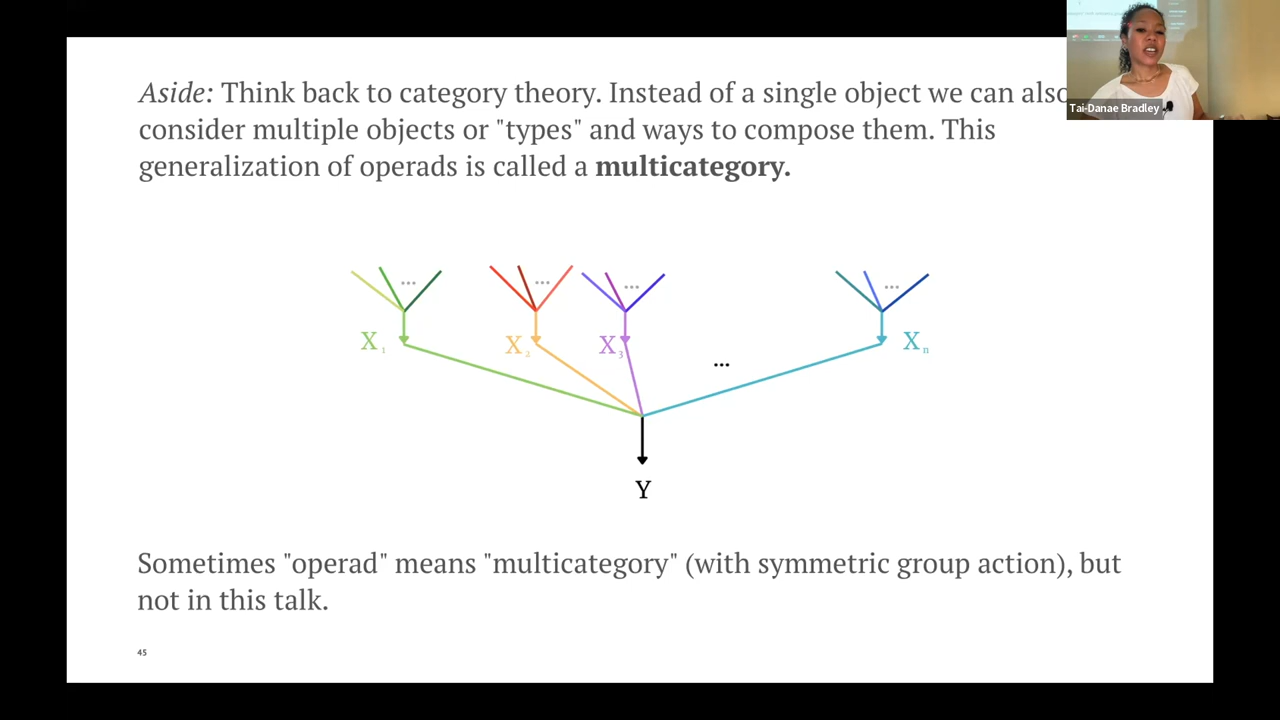 Aside: Think back to category theory. Instead of a single object we can also
consider multiple objects or "types" and ways to compose them. This
generalization of operads is called a multicategory.
Tai-Danae Bradley
... ... ... ...
X₁ X₂ X₃ ... Xₙ
Y
Sometimes "operad" means "multicategory" (with symmetric group action), but
not in this talk.
45